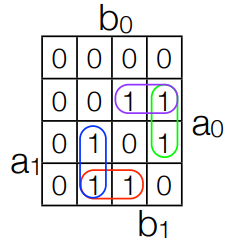 b₀
0 0 0 0
0 0 1 1
a₀
0 1 0 1
a₁
0 1 1 0
b₁